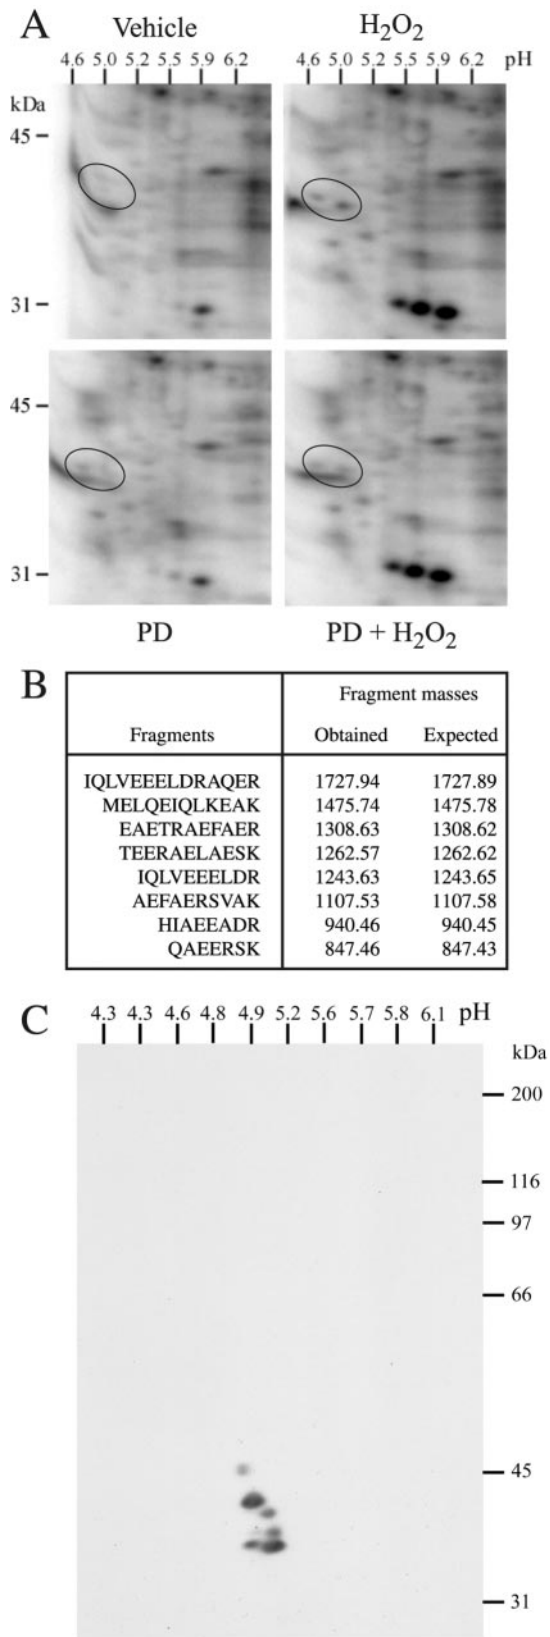 A
Vehicle H2O2
4.6 5.0 5.2 5.5 5.9 6.2 4.6 5.0 5.2 5.5 5.9 6.2 pH
kDa
45
31
45
31
PD PD + H2O2
B
Fragment masses
Fragments Obtained Expected
IQLVEEELDRAQER 1727.94 1727.89
MELQEIQLKEAK 1475.74 1475.78
EAETRAEFAER 1308.63 1308.62
TEERAELAESK 1262.57 1262.62
IQLVEEELDR 1243.63 1243.65
AEFAERSVAK 1107.53 1107.58
HIAEEADR 940.46 940.45
QAEERSK 847.46 847.43
C
4.3 4.3 4.6 4.8 4.9 5.2 5.6 5.7 5.8 6.1 pH
kDa
200
116
97
66
45
31